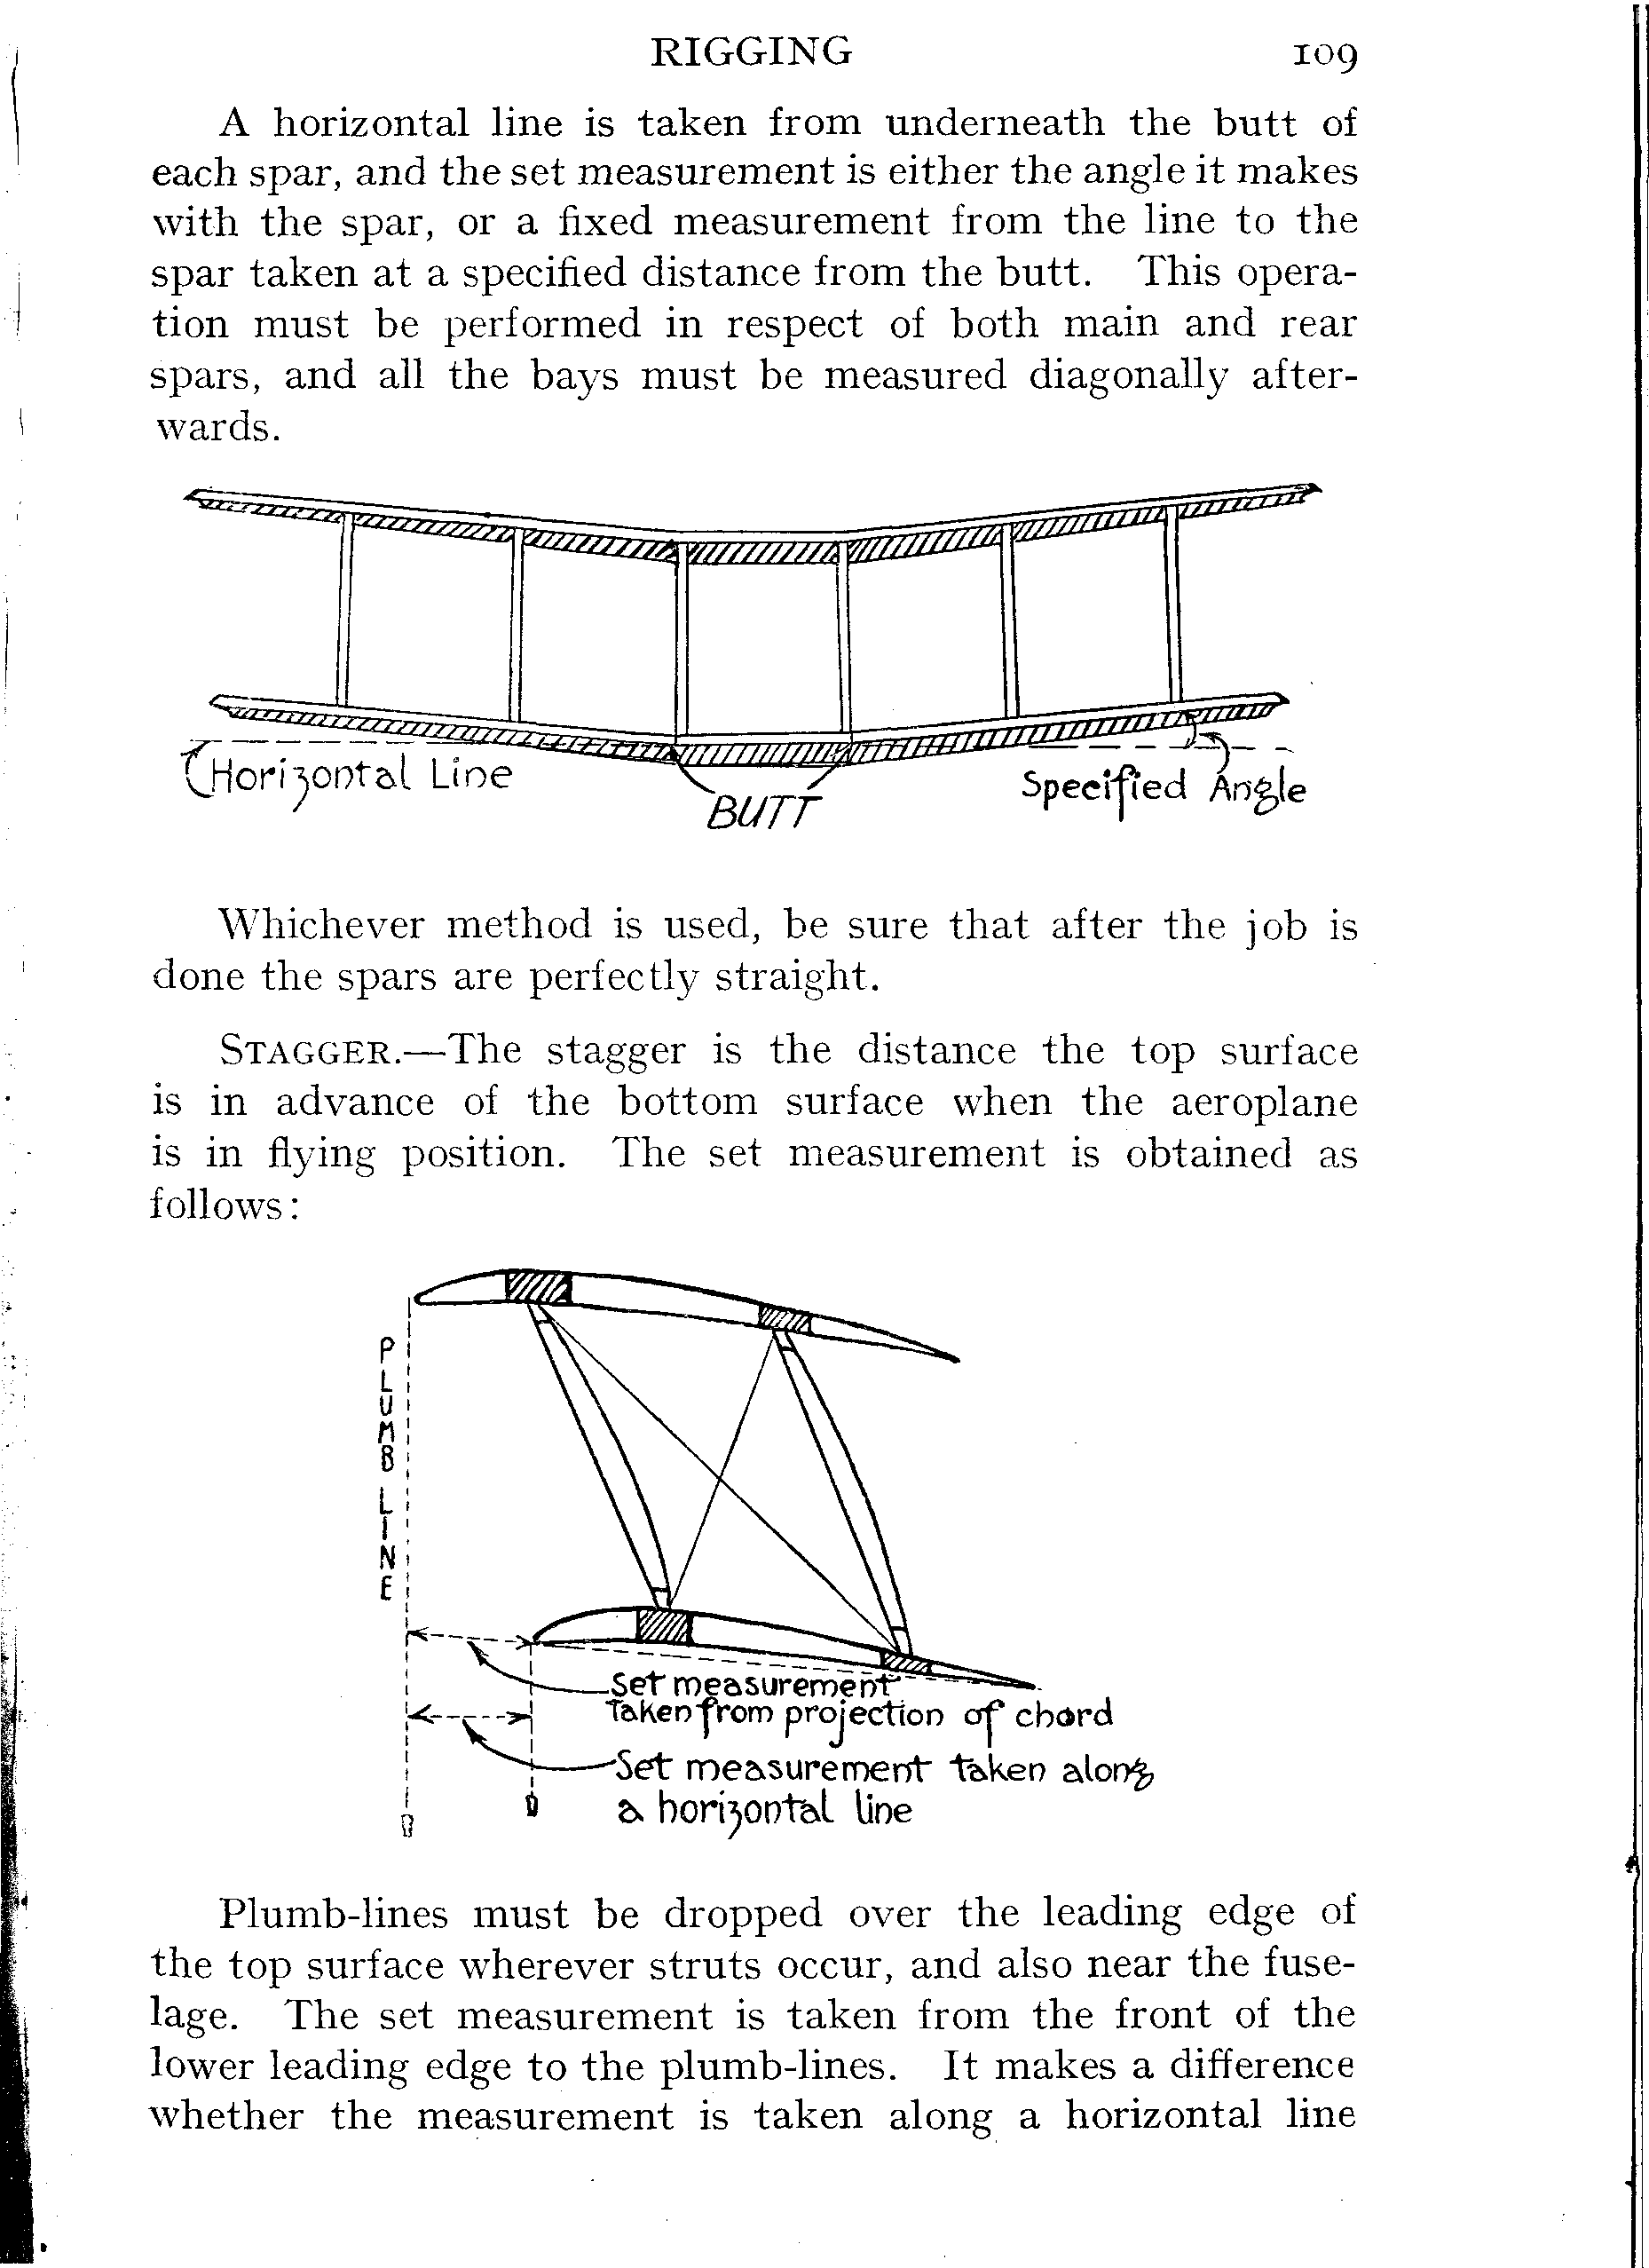 RIGGING 109
A horizontal line is taken from underneath the butt of
each spar, and the set measurement is either the angle it makes
with the spar, or a fixed measurement from the line to the
spar taken at a specified distance from the butt. This opera-
tion must be performed in respect of both main and rear
spars, and all the bays must be measured diagonally after-
wards.
Horizontal Line
BUTT
Specified Angle
Whichever method is used, be sure that after the job is
done the spars are perfectly straight.
STAGGER.—The stagger is the distance the top surface
is in advance of the bottom surface when the aeroplane
is in flying position. The set measurement is obtained as
follows:
PLUMB LINE
Set measurement
Taken from projection of chord
Set measurement taken along
a horizontal line
Plumb-lines must be dropped over the leading edge of
the top surface wherever struts occur, and also near the fuse-
lage. The set measurement is taken from the front of the
lower leading edge to the plumb-lines. It makes a difference
whether the measurement is taken along a horizontal line